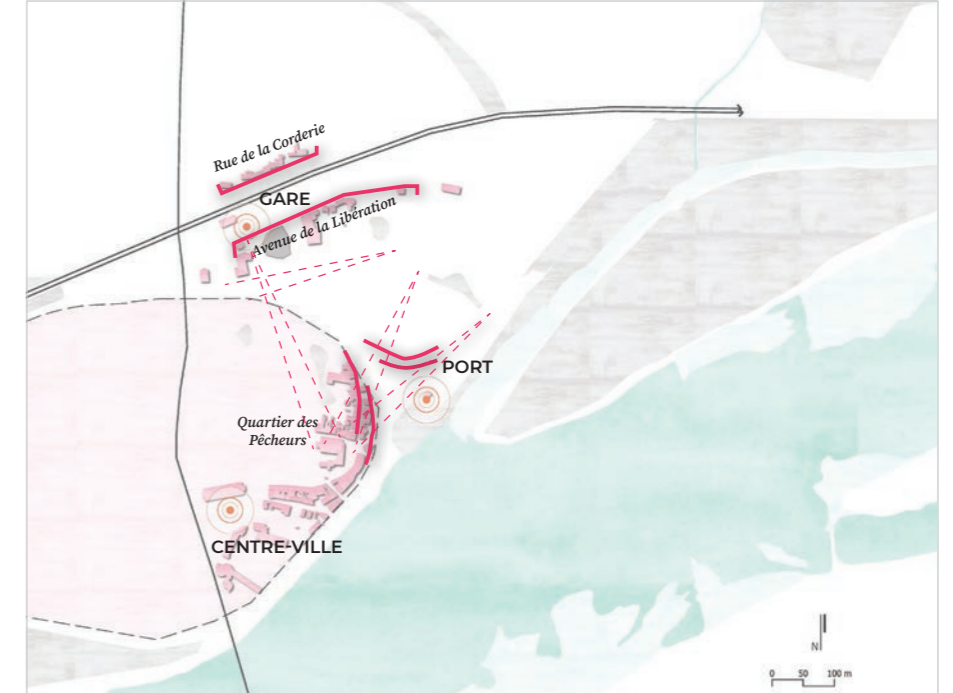 Rue de la Corderie
GARE
Avenue de la Libération
PORT
Quartier des
Pêcheurs
CENTRE-VILLE
N
0 50 100 m